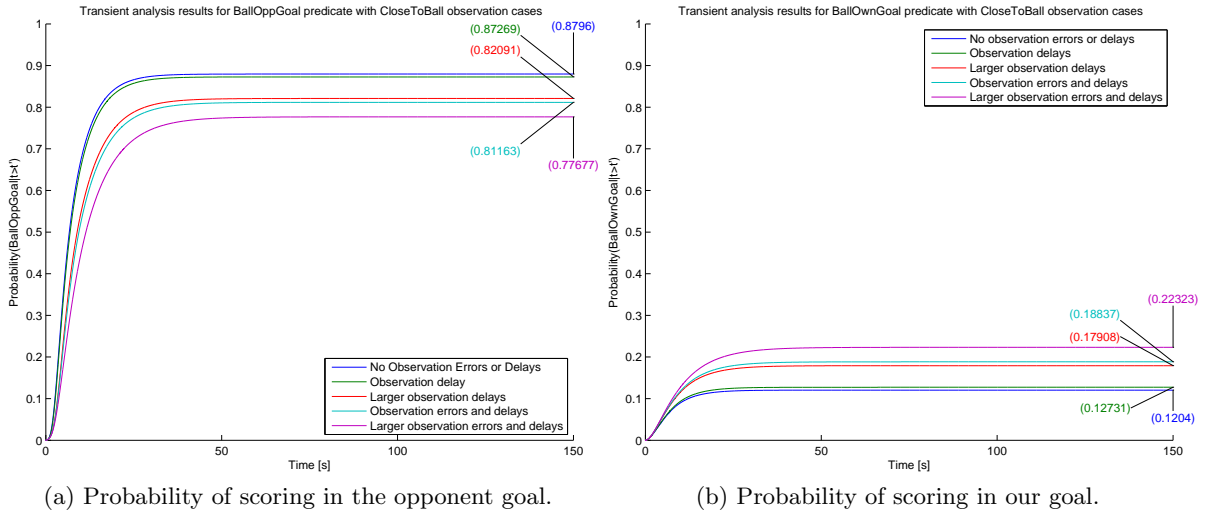 Transient analysis results for BallOppGoal predicate with CloseToBall observation cases
1
0.9
0.8
0.7
0.6
0.5
0.4
0.3
0.2
0.1
0
Probability(BallOppGoal|t>t')
(0.87269)
(0.8796)
(0.82091)
(0.81163)
(0.77677)
No Observation Errors or Delays
Observation delay
Larger observation delays
Observation errors and delays
Larger observation errors and delays
0
50
100
150
Time [s]
(a) Probability of scoring in the opponent goal.
Transient analysis results for BallOwnGoal predicate with CloseToBall observation cases
1
0.9
0.8
0.7
0.6
0.5
0.4
0.3
0.2
0.1
0
Probability(BallOwnGoal|t>t')
No observation errors or delays
Observation delays
Larger observation delays
Observation errors and delays
Larger observation errors and delays
(0.22323)
(0.18837)
(0.17908)
(0.12731)
(0.1204)
0
50
100
150
Time [s]
(b) Probability of scoring in our goal.